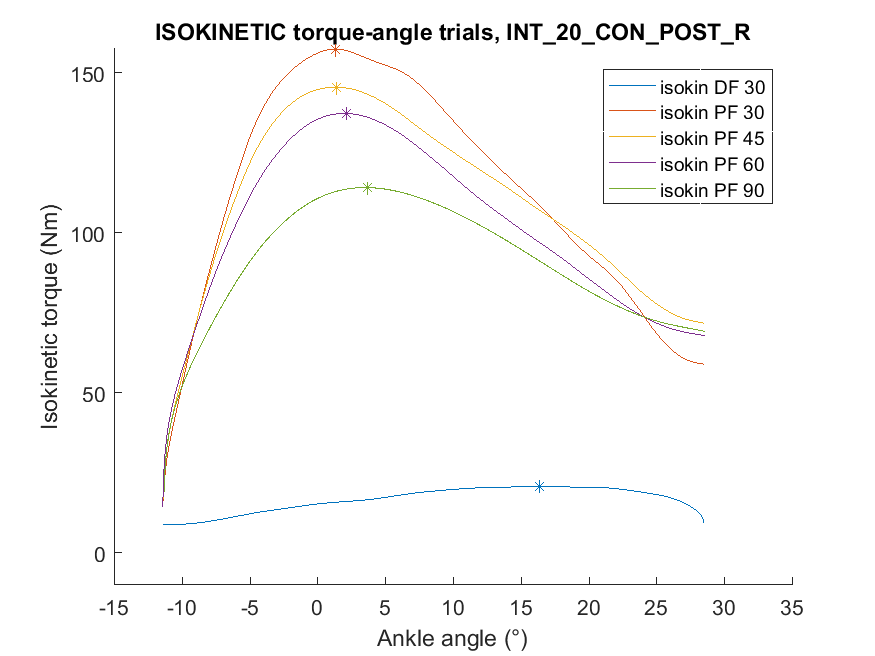 ISOKINETIC torque-angle trials, INT_20_CON_POST_R
150
100
50
0
Isokinetic torque (Nm)
isokin DF 30
isokin PF 30
isokin PF 45
isokin PF 60
isokin PF 90
-15 -10 -5 0 5 10 15 20 25 30 35
Ankle angle (°)